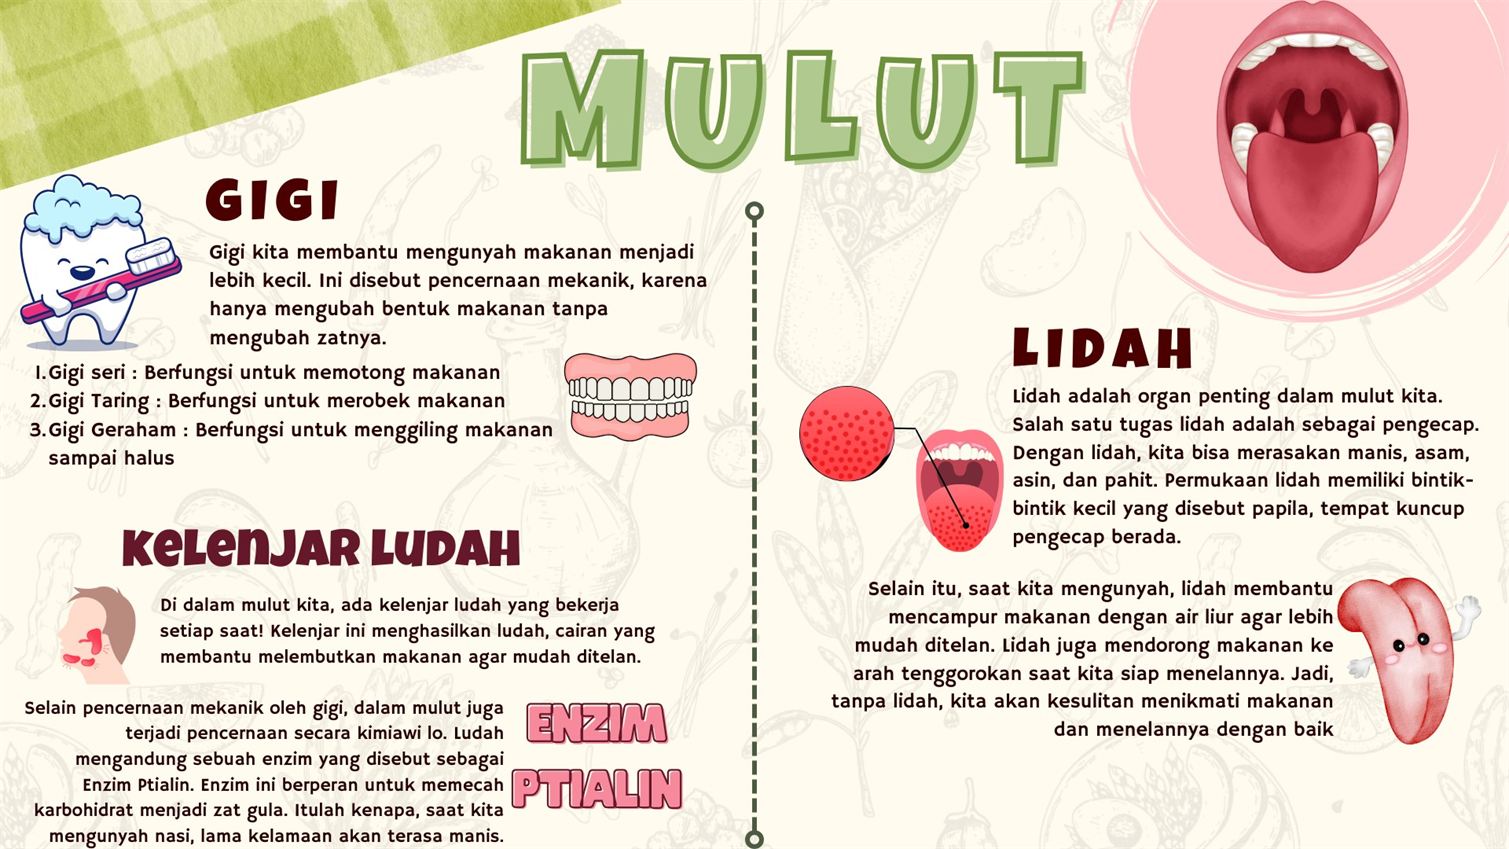 MULUT
GIGI
Gigi kita membantu mengunyah makanan menjadi
lebih kecil. Ini disebut pencernaan mekanik, karena
hanya mengubah bentuk makanan tanpa
mengubah zatnya.
1. Gigi seri : Berfungsi untuk memotong makanan
2. Gigi Taring : Berfungsi untuk merobek makanan
3. Gigi Geraham : Berfungsi untuk menggiling makanan
sampai halus
KELENJAR LUDAH
Di dalam mulut kita, ada kelenjar ludah yang bekerja
setiap saat! Kelenjar ini menghasilkan ludah, cairan yang
membantu melembutkan makanan agar mudah ditelan.
Selain pencernaan mekanik oleh gigi, dalam mulut juga
terjadi pencernaan secara kimiawi lo. Ludah
mengandung sebuah enzim yang disebut sebagai
Enzim Ptialin. Enzim ini berperan untuk memecah
karbohidrat menjadi zat gula. Itulah kenapa, saat kita
mengunyah nasi, lama kelamaan akan terasa manis.
ENZIM
PTIALIN
LIDAH
Lidah adalah organ penting dalam mulut kita.
Salah satu tugas lidah adalah sebagai pengecap.
Dengan lidah, kita bisa merasakan manis, asam,
asin, dan pahit. Permukaan lidah memiliki bintik-
bintik kecil yang disebut papila, tempat kuncup
pengecap berada.
Selain itu, saat kita mengunyah, lidah membantu
mencampur makanan dengan air liur agar lebih
mudah ditelan. Lidah juga mendorong makanan ke
arah tenggorokan saat kita siap menelannya. Jadi,
tanpa lidah, kita akan kesulitan menikmati makanan
dan menelannya dengan baik